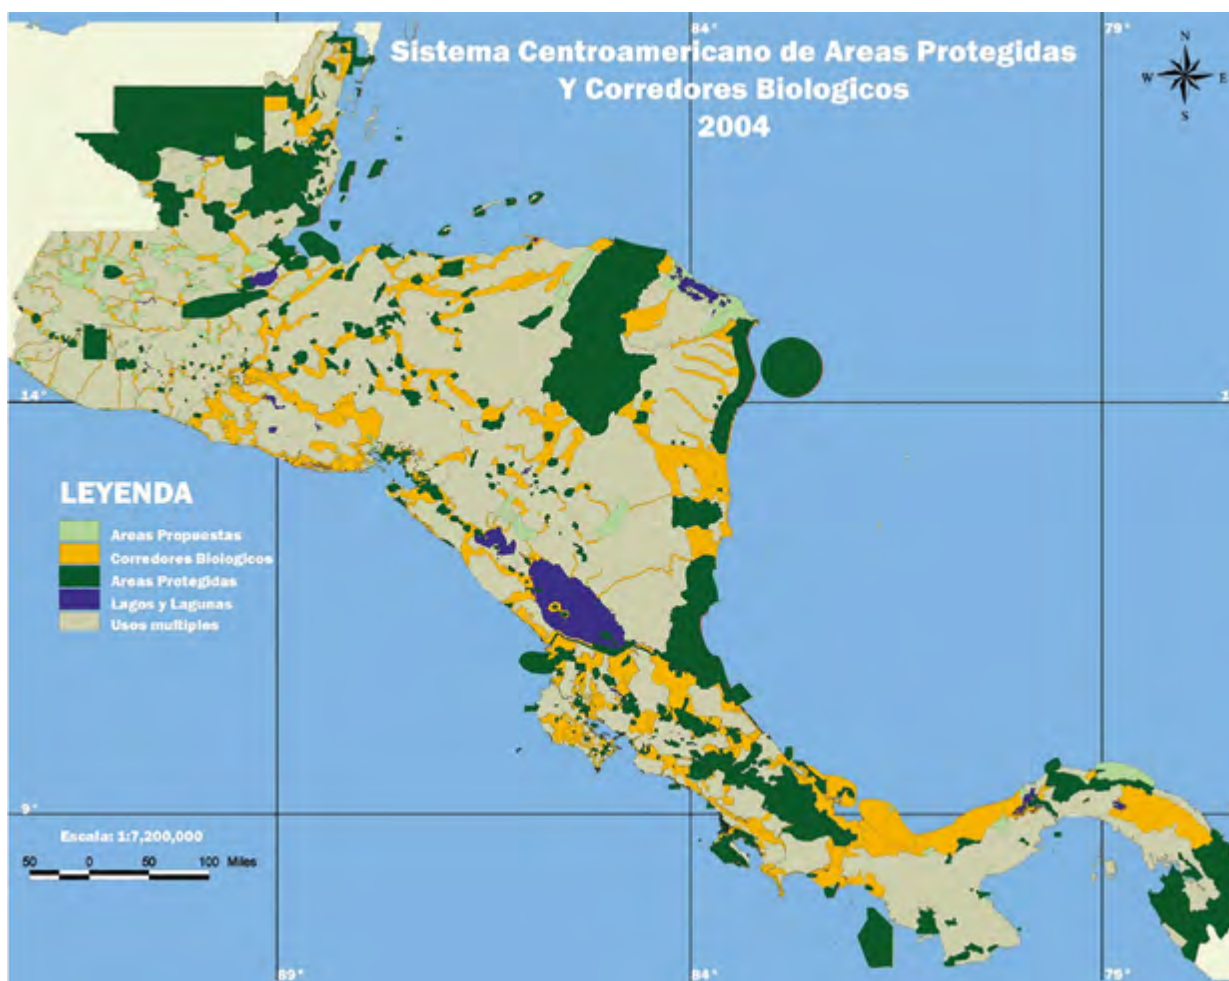 84°
79°
Sistema Centroamericano de Areas Protegidas
Y Corredores Biologicos
2004
N
W E
S
14°
1
LEYENDA
Areas Propuestas
Corredores Biologicos
Areas Protegidas
Lagos y Lagunas
Usos multiples
9°
Escala: 1:7,200,000
50 0 50 100 Miles
89°
84°
79°